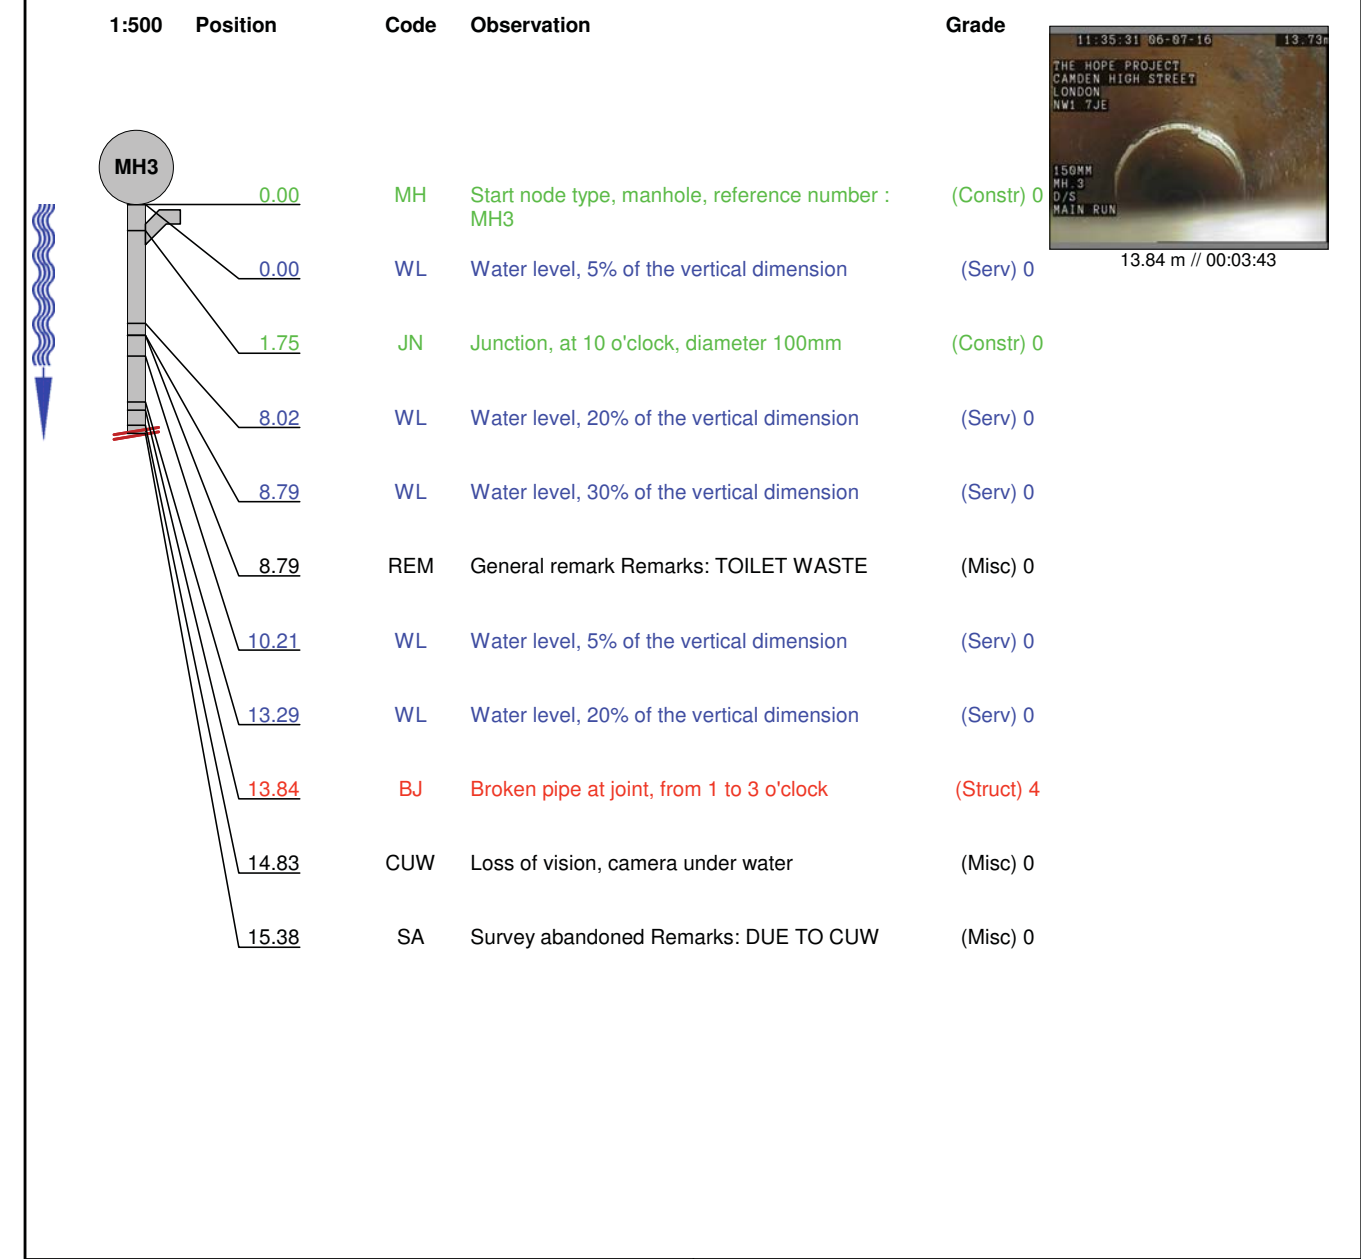 1:500 Position Code Observation Grade
11:35:31 06-07-16 13.73m
THE HOPE PROJECT
CAMDEN HIGH STREET
LONDON
NW1 7JE
150MM
MH.3
D/S
MAIN RUN
13.84 m // 00:03:43
MH3
0.00 MH Start node type, manhole, reference number : (Constr) 0
MH3
0.00 WL Water level, 5% of the vertical dimension (Serv) 0
1.75 JN Junction, at 10 o'clock, diameter 100mm (Constr) 0
8.02 WL Water level, 20% of the vertical dimension (Serv) 0
8.79 WL Water level, 30% of the vertical dimension (Serv) 0
8.79 REM General remark Remarks: TOILET WASTE (Misc) 0
10.21 WL Water level, 5% of the vertical dimension (Serv) 0
13.29 WL Water level, 20% of the vertical dimension (Serv) 0
13.84 BJ Broken pipe at joint, from 1 to 3 o'clock (Struct) 4
14.83 CUW Loss of vision, camera under water (Misc) 0
15.38 SA Survey abandoned Remarks: DUE TO CUW (Misc) 0